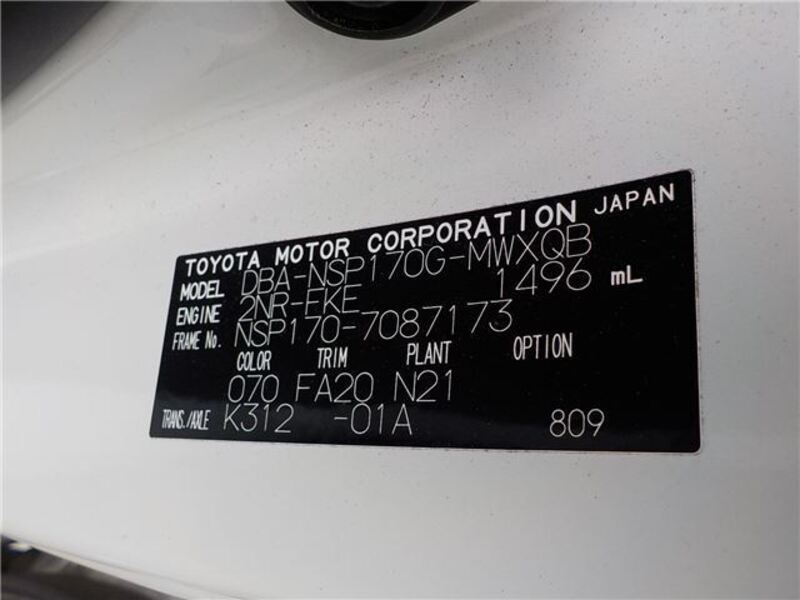 TOYOTA MOTOR CORPORATION JAPAN
MODEL DBA-NSP170G-MWXQB
ENGINE 2NR-FKE 1496 mL
FRAME No. NSP170-7087173
COLOR TRIM PLANT OPTION
070 FA20 N21
TRANS./AXLE K312 -01A 809